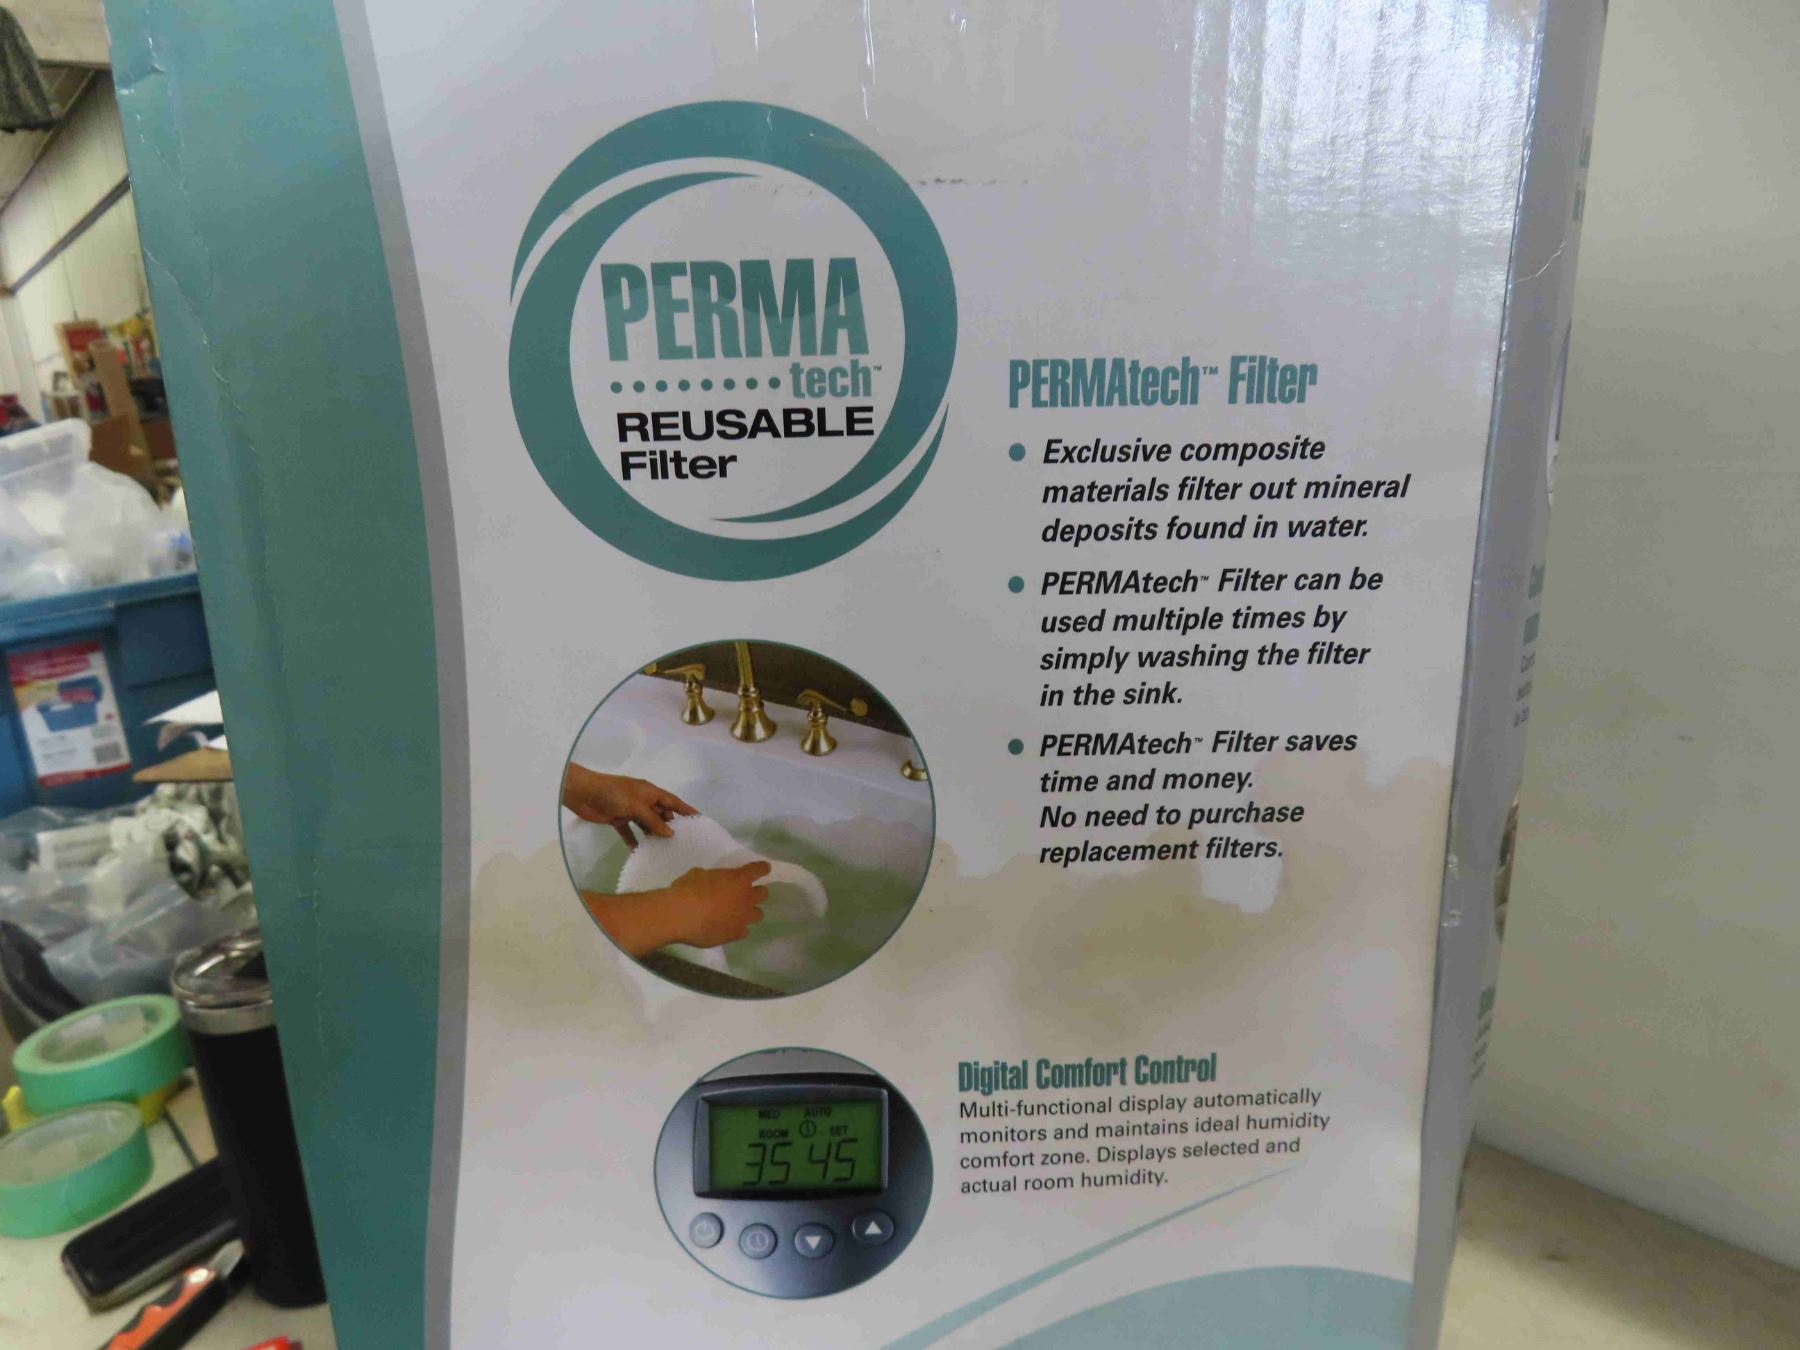 PERMA
tech™
REUSABLE
Filter
PERMAtech™ Filter
• Exclusive composite
materials filter out mineral
deposits found in water.
• PERMAtech™ Filter can be
used multiple times by
simply washing the filter
in the sink.
• PERMAtech™ Filter saves
time and money.
No need to purchase
replacement filters.
MED AUTO
ROOM SET
35 45
Digital Comfort Control
Multi-functional display automatically
monitors and maintains ideal humidity
comfort zone. Displays selected and
actual room humidity.